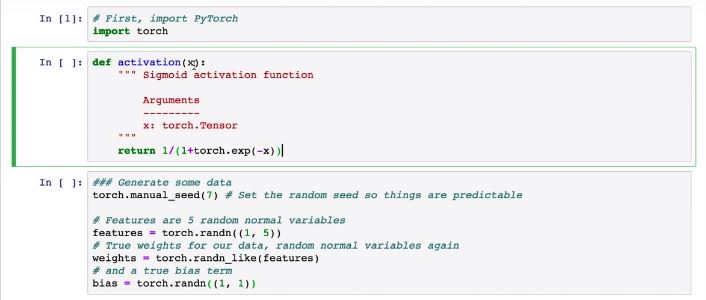 In [1]: # First, import PyTorch
import torch
In [ ]: def activation(x):
""" Sigmoid activation function
Arguments
---------
x: torch.Tensor
"""
return 1/(1+torch.exp(-x))
In [ ]: ### Generate some data
torch.manual_seed(7) # Set the random seed so things are predictable
# Features are 5 random normal variables
features = torch.randn((1, 5))
# True weights for our data, random normal variables again
weights = torch.randn_like(features)
# and a true bias term
bias = torch.randn((1, 1))